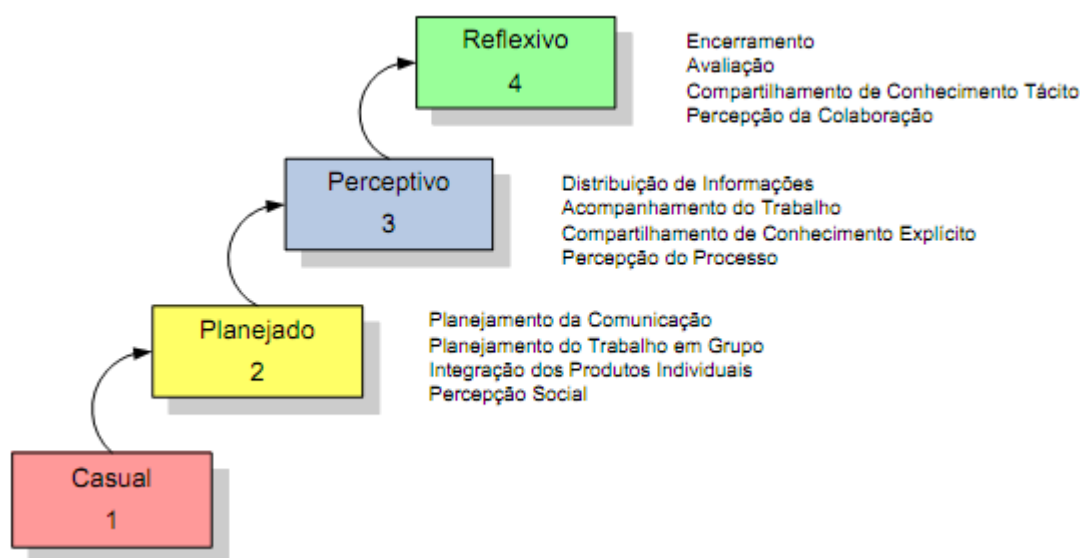 Reflexivo
4
Encerramento
Avaliação
Compartilhamento de Conhecimento Tácito
Percepção da Colaboração
Perceptivo
3
Distribuição de Informações
Acompanhamento do Trabalho
Compartilhamento de Conhecimento Explícito
Percepção do Processo
Planejado
2
Planejamento da Comunicação
Planejamento do Trabalho em Grupo
Integração dos Produtos Individuais
Percepção Social
Casual
1